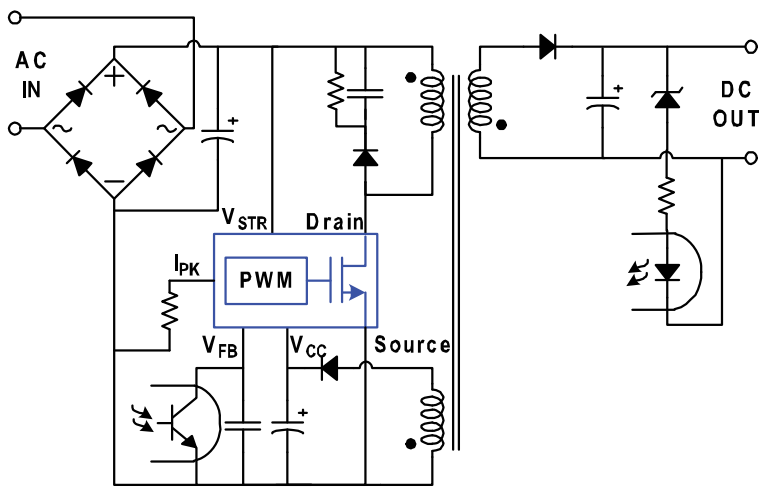 AC
IN
+
~
~
−
+
+
DC
OUT
VSTR
Drain
IPK
PWM
VFB
VCC
Source
+